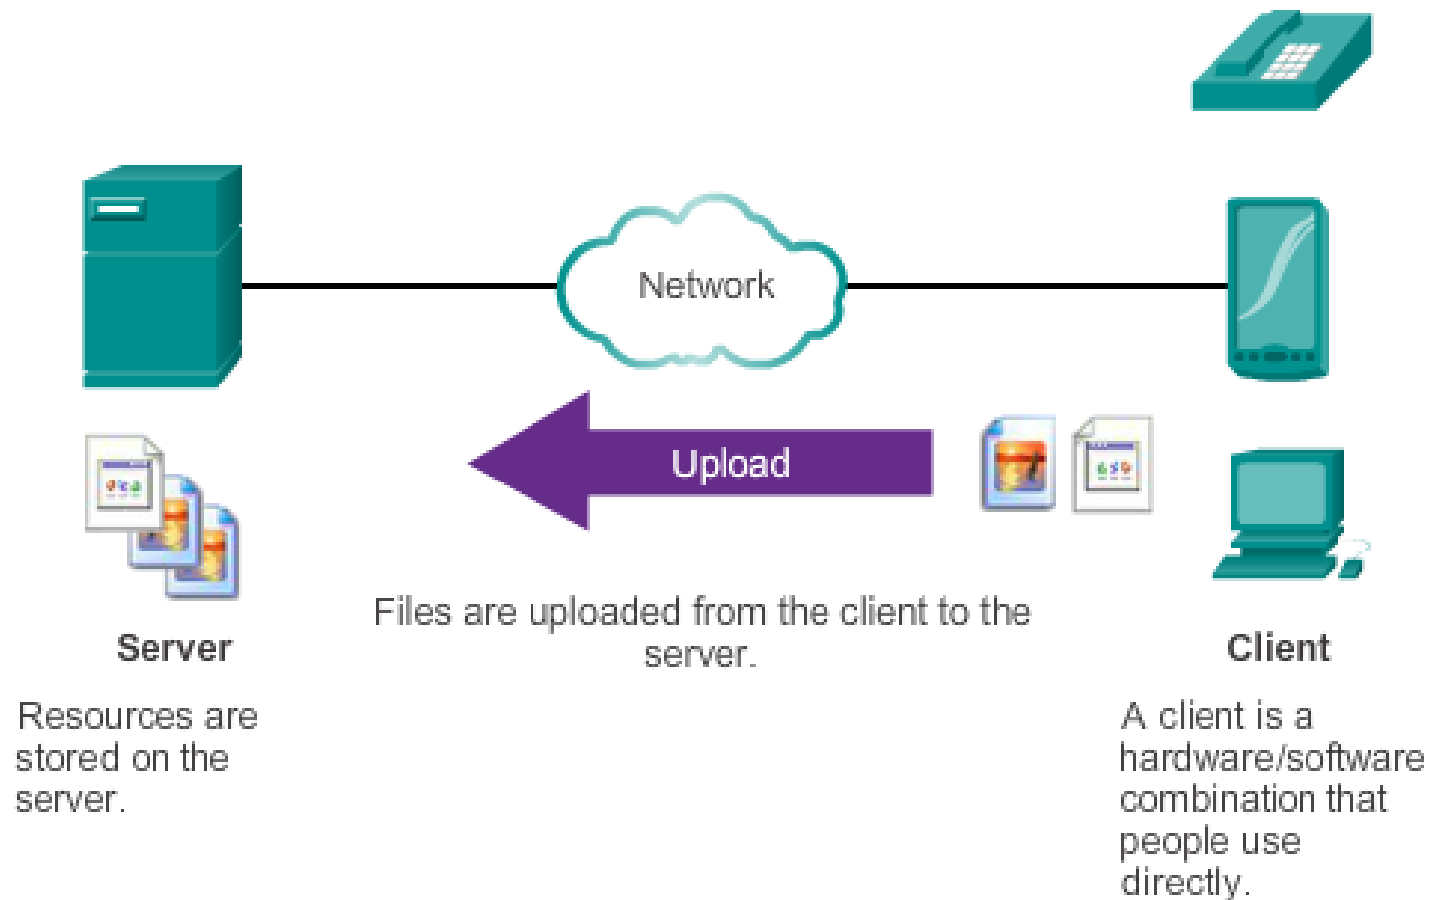 Network
Upload
Files are uploaded from the client to the
server.
Server
Resources are
stored on the
server.
Client
A client is a
hardware/software
combination that
people use
directly.